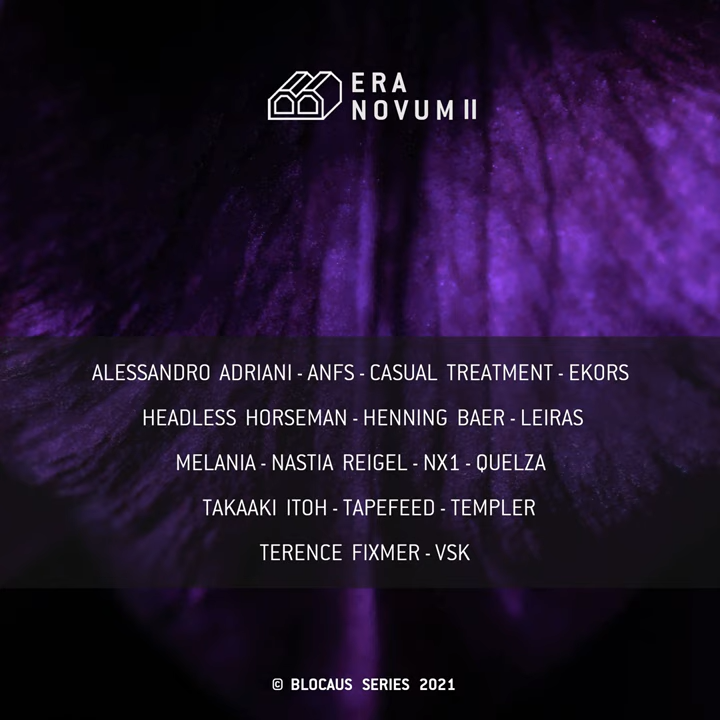 ERA
NOVUM II
ALESSANDRO ADRIANI - ANFS - CASUAL TREATMENT - EKORS
HEADLESS HORSEMAN - HENNING BAER - LEIRAS
MELANIA - NASTIA REIGEL - NX1 - QUELZA
TAKAAKI ITOH - TAPEFEED - TEMPLER
TERENCE FIXMER - VSK
© BLOCAUS SERIES 2021